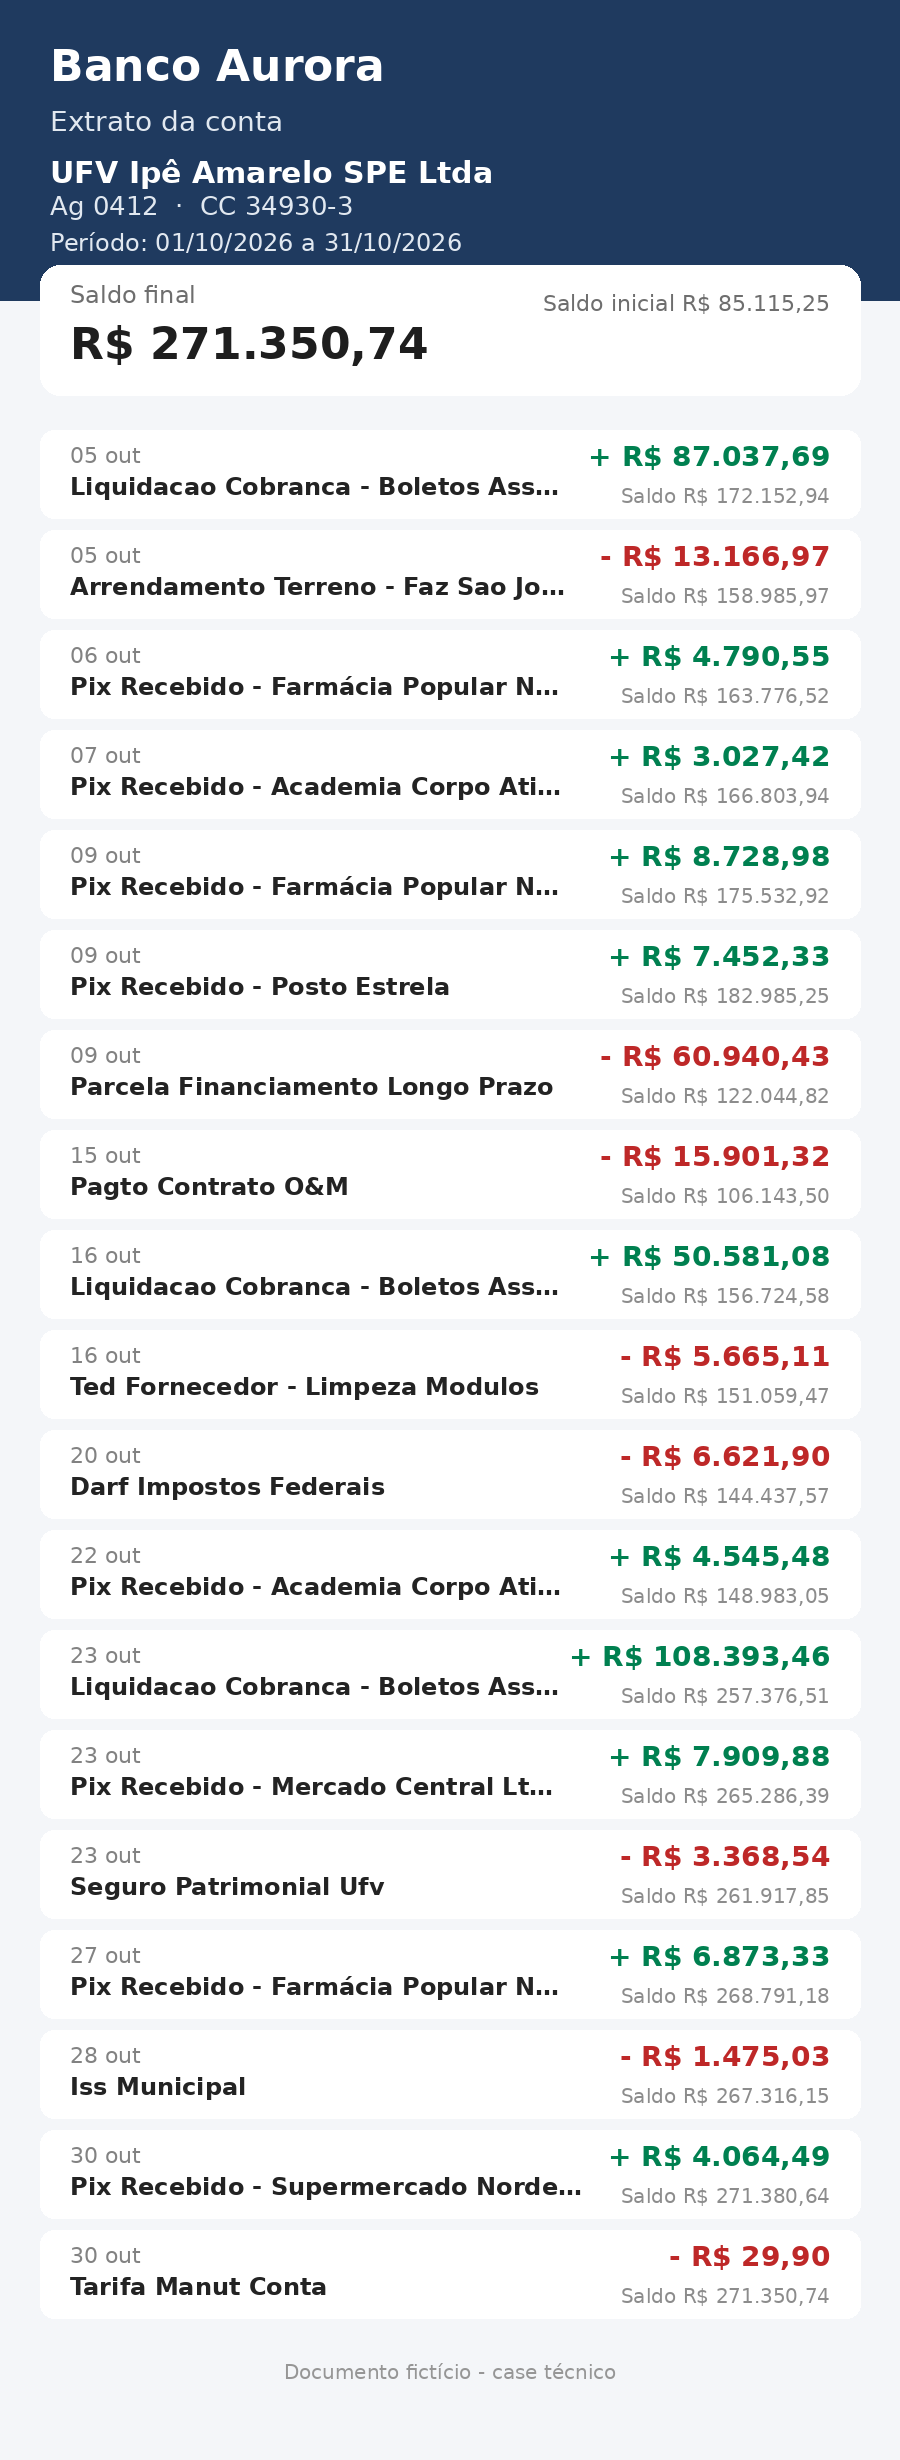 Banco Aurora
Extrato da conta
UFV Ipê Amarelo SPE Ltda
Ag 0412 · CC 34930-3
Período: 01/10/2026 a 31/10/2026
Saldo final
Saldo inicial R$ 85.115,25
R$ 271.350,74
05 out
+ R$ 87.037,69
Liquidacao Cobranca - Boletos Ass...
Saldo R$ 172.152,94
05 out
- R$ 13.166,97
Arrendamento Terreno - Faz Sao Jo...
Saldo R$ 158.985,97
06 out
+ R$ 4.790,55
Pix Recebido - Farmácia Popular N...
Saldo R$ 163.776,52
07 out
+ R$ 3.027,42
Pix Recebido - Academia Corpo Ati...
Saldo R$ 166.803,94
09 out
+ R$ 8.728,98
Pix Recebido - Farmácia Popular N...
Saldo R$ 175.532,92
09 out
+ R$ 7.452,33
Pix Recebido - Posto Estrela
Saldo R$ 182.985,25
09 out
- R$ 60.940,43
Parcela Financiamento Longo Prazo
Saldo R$ 122.044,82
15 out
- R$ 15.901,32
Pagto Contrato O&M
Saldo R$ 106.143,50
16 out
+ R$ 50.581,08
Liquidacao Cobranca - Boletos Ass...
Saldo R$ 156.724,58
16 out
- R$ 5.665,11
Ted Fornecedor - Limpeza Modulos
Saldo R$ 151.059,47
20 out
- R$ 6.621,90
Darf Impostos Federais
Saldo R$ 144.437,57
22 out
+ R$ 4.545,48
Pix Recebido - Academia Corpo Ati...
Saldo R$ 148.983,05
23 out
+ R$ 108.393,46
Liquidacao Cobranca - Boletos Ass...
Saldo R$ 257.376,51
23 out
+ R$ 7.909,88
Pix Recebido - Mercado Central Lt...
Saldo R$ 265.286,39
23 out
- R$ 3.368,54
Seguro Patrimonial Ufv
Saldo R$ 261.917,85
27 out
+ R$ 6.873,33
Pix Recebido - Farmácia Popular N...
Saldo R$ 268.791,18
28 out
- R$ 1.475,03
Iss Municipal
Saldo R$ 267.316,15
30 out
+ R$ 4.064,49
Pix Recebido - Supermercado Norde...
Saldo R$ 271.380,64
30 out
- R$ 29,90
Tarifa Manut Conta
Saldo R$ 271.350,74
Documento fictício - case técnico